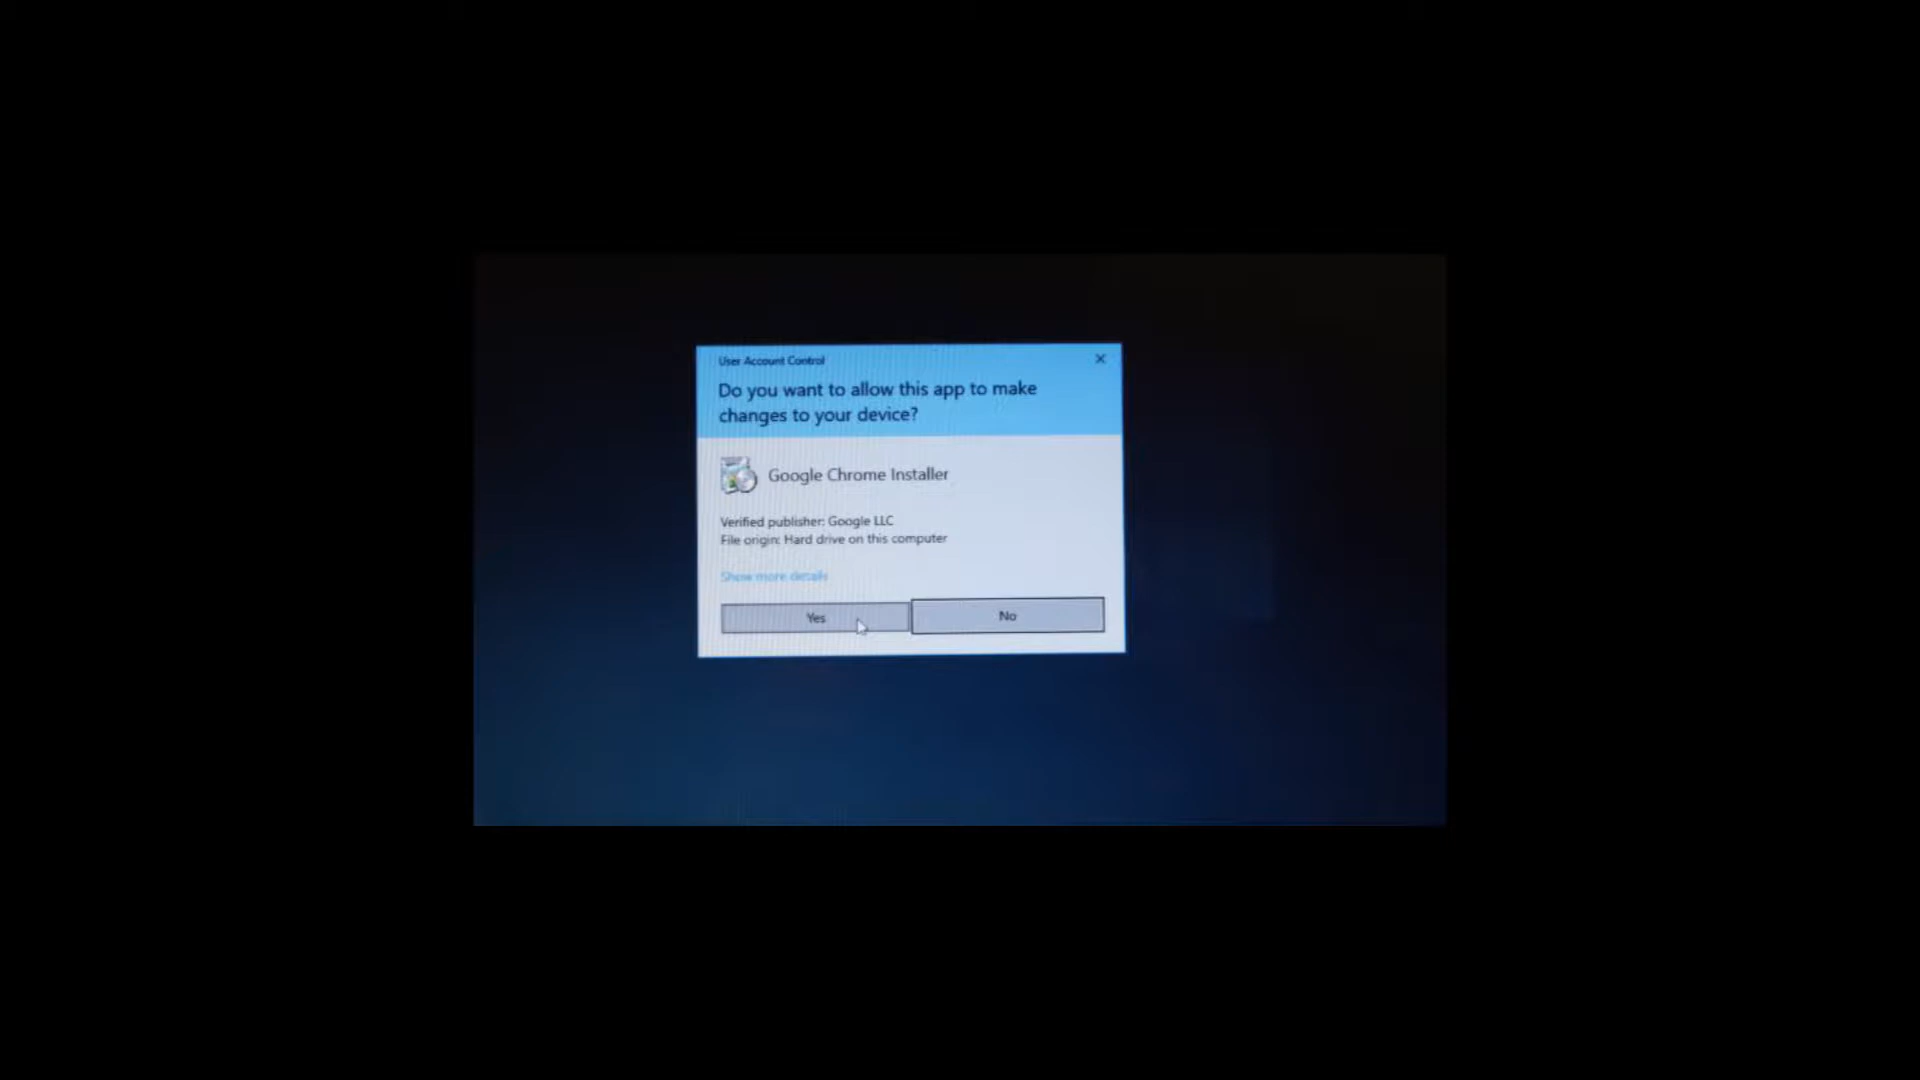 User Account Control
Do you want to allow this app to make
changes to your device?
Google Chrome Installer
Verified publisher: Google LLC
File origin: Hard drive on this computer
Show more details
Yes
No